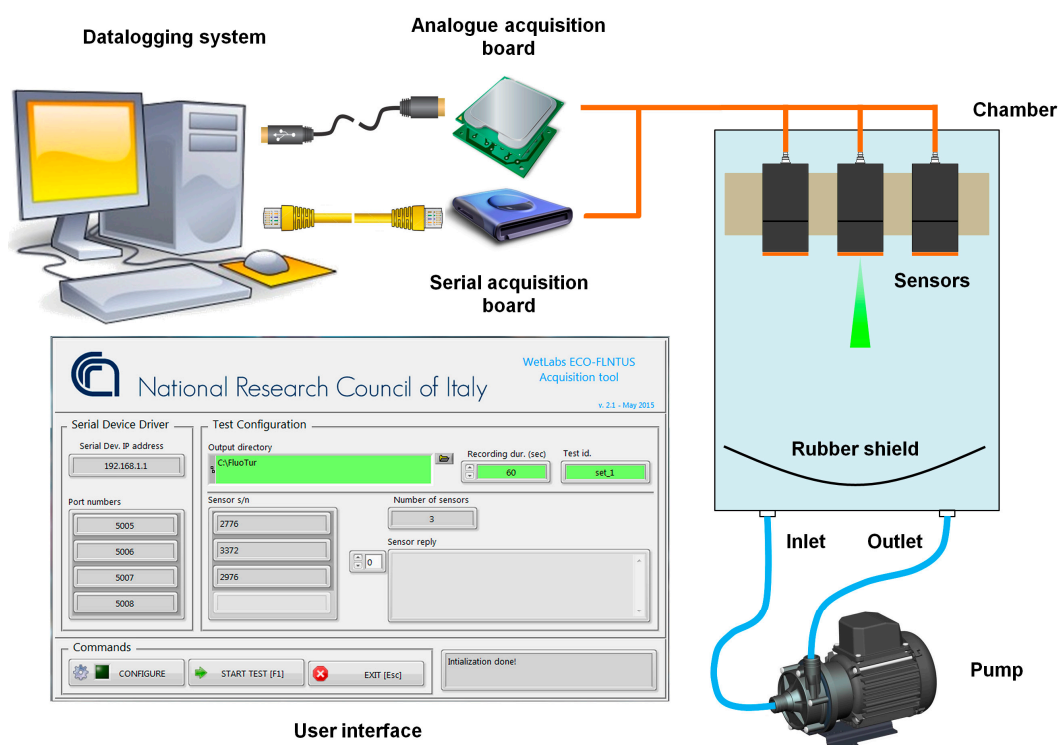 Datalogging system
Analogue acquisition
board
Chamber
Sensors
Serial acquisition
board
Rubber shield
Inlet
Outlet
Pump
National Research Council of Italy
WetLabs ECO-FLNTUS
Acquisition tool
v. 2.1 - May 2015
Serial Device Driver
Serial Dev. IP address
192.168.1.1
Port numbers
5005
5006
5007
5008
Test Configuration
Output directory
C:\FluoTur
Recording dur. (sec)
60
Test id.
set_1
Sensor s/n
2776
3372
2976
Number of sensors
3
Sensor reply
0
Commands
CONFIGURE
START TEST [F1]
EXIT [Esc]
Intialization done!
User interface